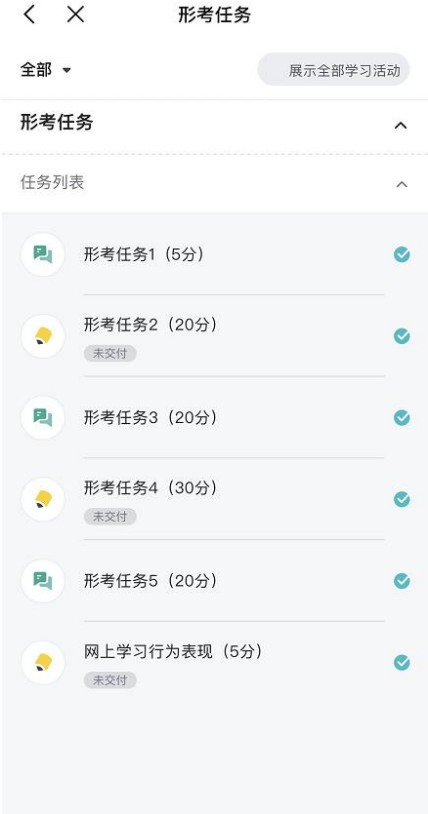 形考任务
全部
展示全部学习活动
形考任务
任务列表
形考任务1（5分）
形考任务2（20分）
未交付
形考任务3（20分）
形考任务4（30分）
未交付
形考任务5（20分）
网上学习行为表现（5分）
未交付